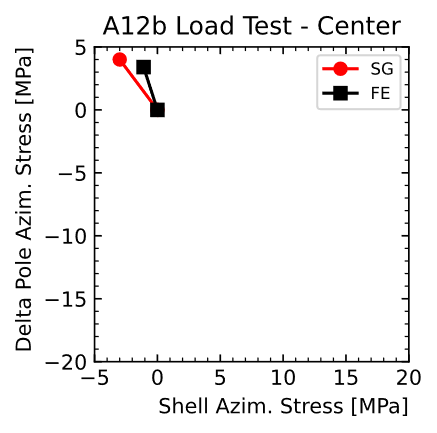 A12b Load Test - Center
Delta Pole Azim. Stress [MPa]
5
0
−5
−10
−15
−20
SG
FE
−5 0 5 10 15 20
Shell Azim. Stress [MPa]